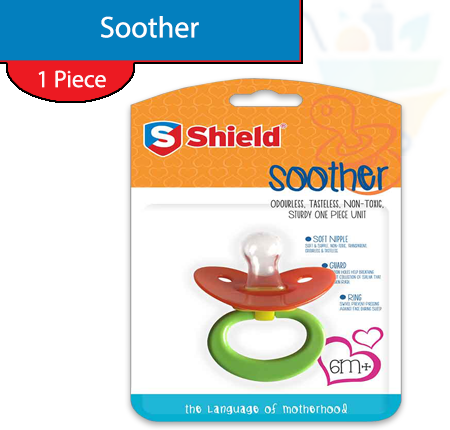 Soother
1 Piece
S Shield®
soother
ODOURLESS, TASTELESS, NON-TOXIC,
STURDY ONE PIECE UNIT
SOFT NIPPLE
GUARD
RING
6m+
the Language of motherhood